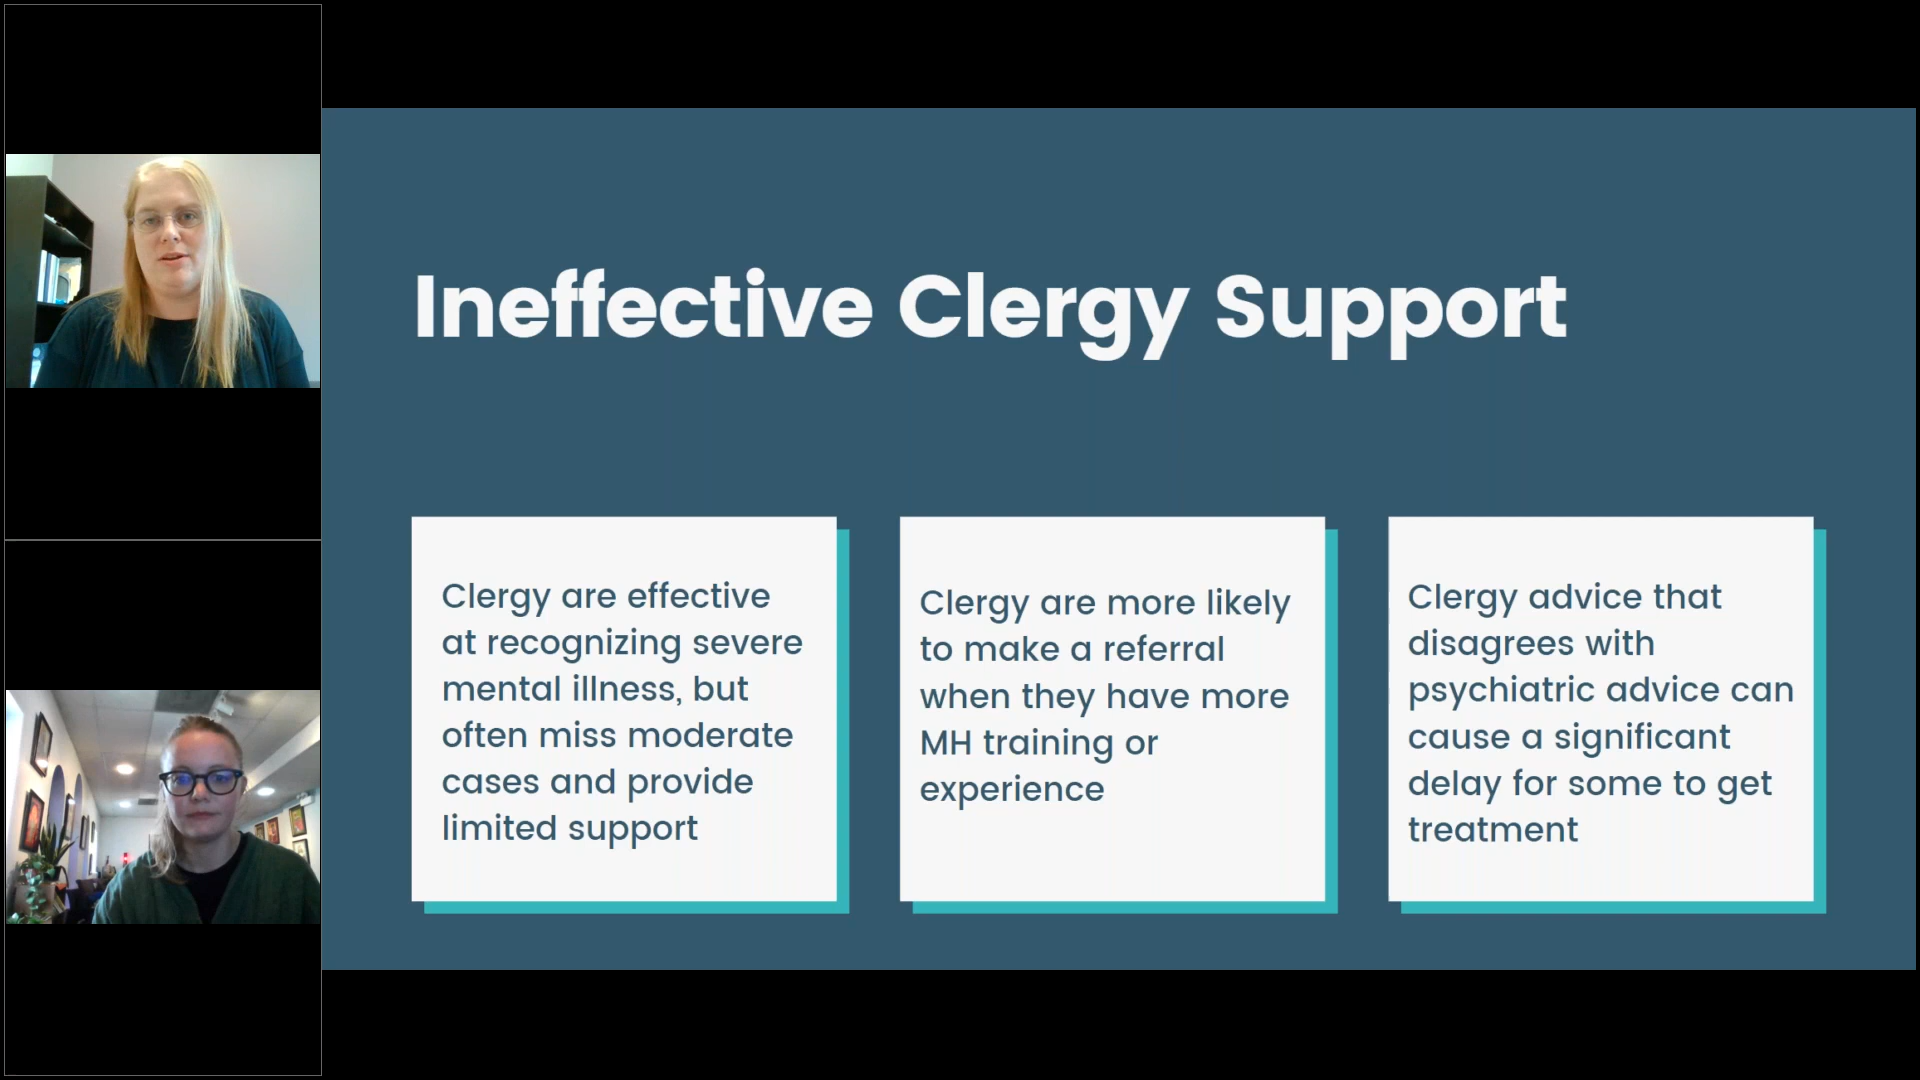 Ineffective Clergy Support
Clergy are effective
at recognizing severe
mental illness, but
often miss moderate
cases and provide
limited support
Clergy are more likely
to make a referral
when they have more
MH training or
experience
Clergy advice that
disagrees with
psychiatric advice can
cause a significant
delay for some to get
treatment